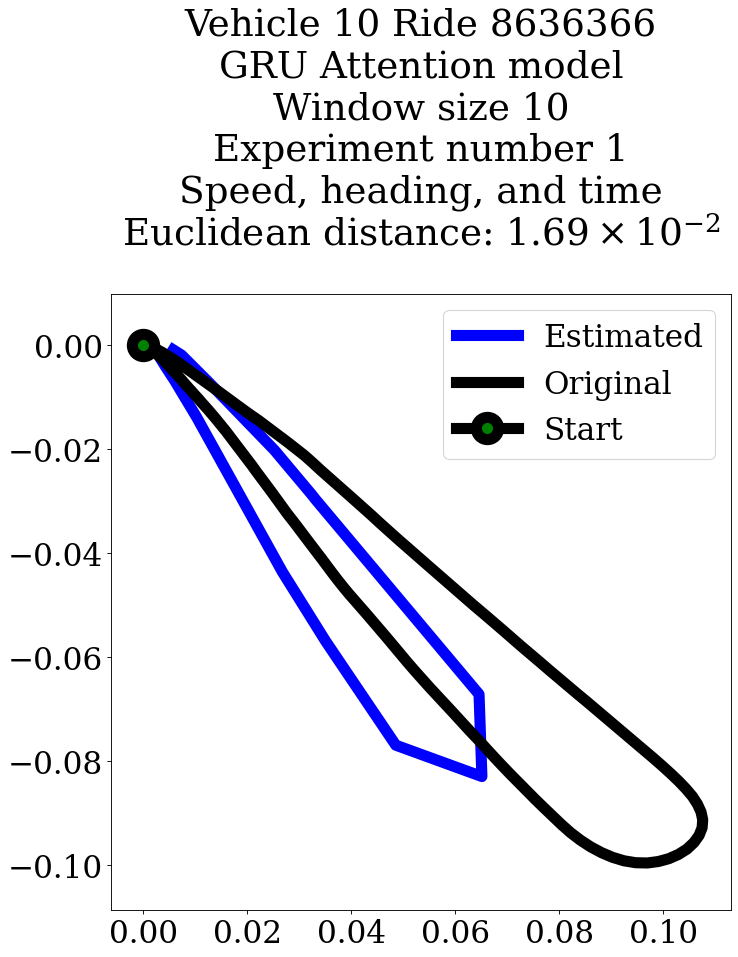 Vehicle 10 Ride 8636366
GRU Attention model
Window size 10
Experiment number 1
Speed, heading, and time
Euclidean distance: 1.69 × 10⁻²
Estimated
Original
Start
0.00
−0.02
−0.04
−0.06
−0.08
−0.10
0.00 0.02 0.04 0.06 0.08 0.10